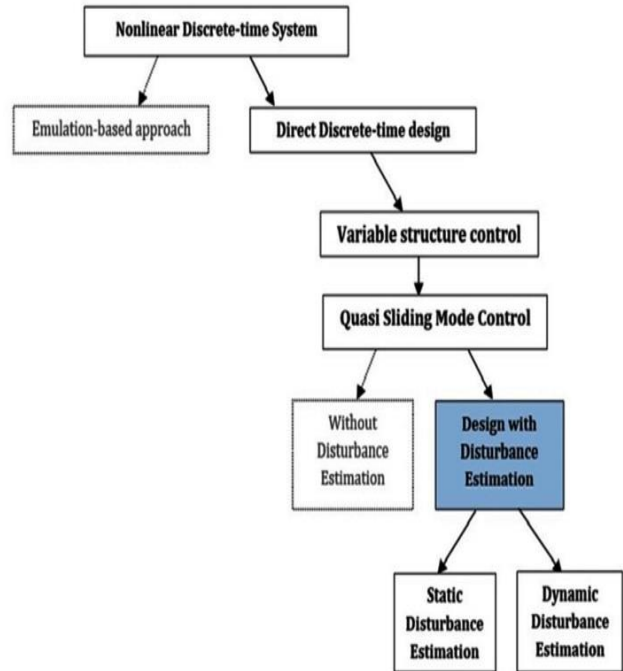 Nonlinear Discrete-time System
Emulation-based approach
Direct Discrete-time design
Variable structure control
Quasi Sliding Mode Control
Without
Disturbance
Estimation
Design with
Disturbance
Estimation
Static
Disturbance
Estimation
Dynamic
Disturbance
Estimation